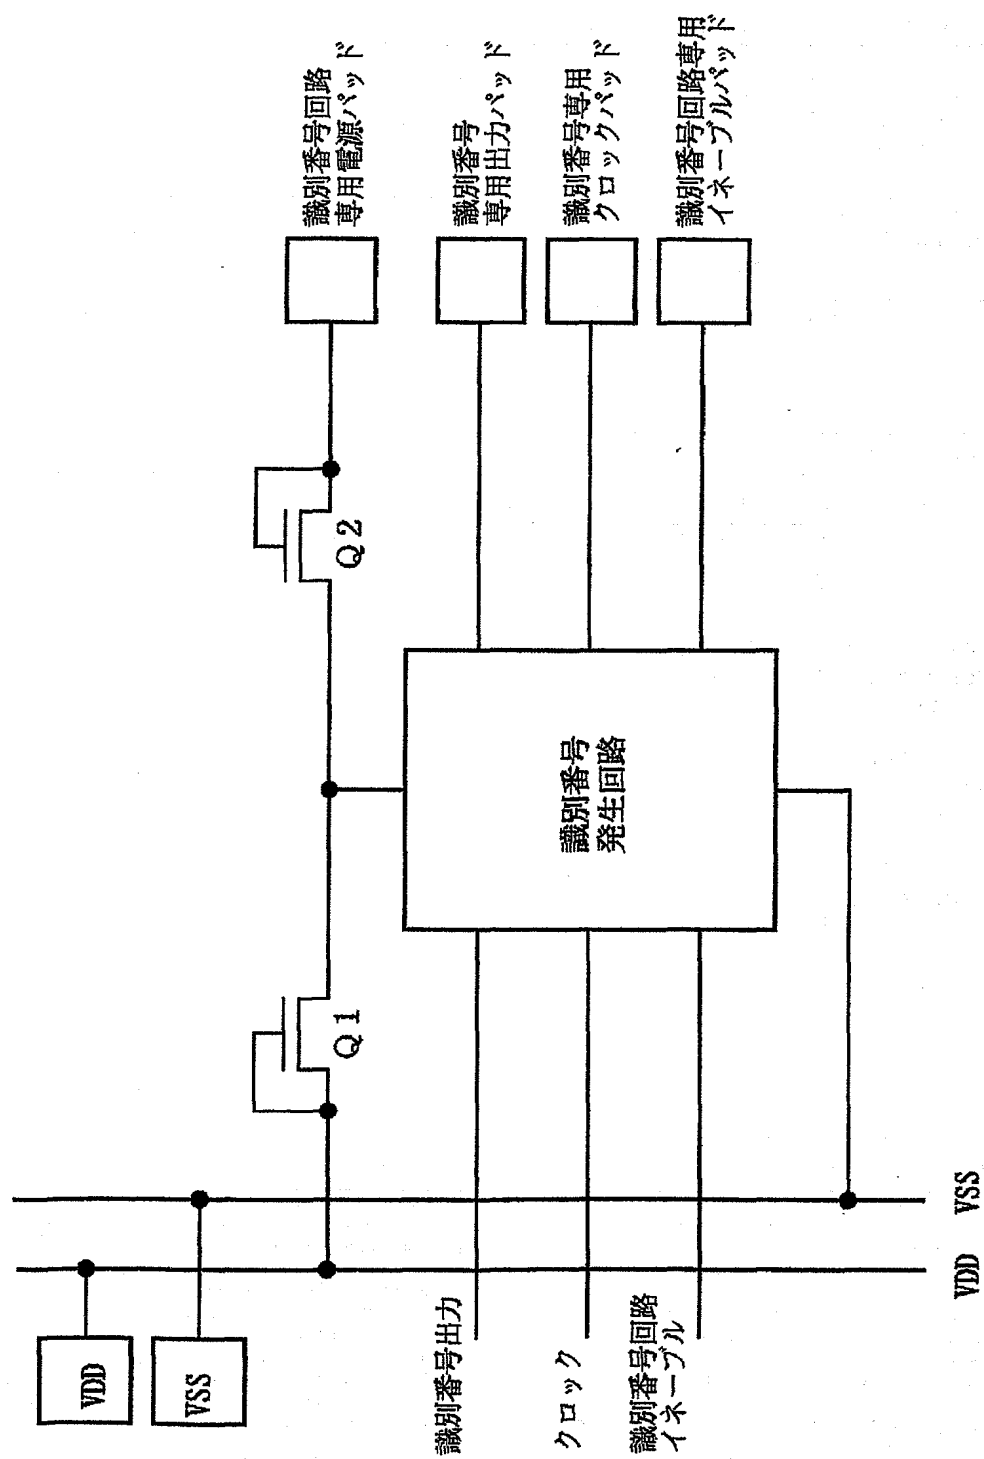 識別番号回路
専用電源パッド
識別番号
専用出力パッド
識別番号専用
クロックパッド
識別番号回路専用
イネーブルパッド
Q2
識別番号
発生回路
Q1
VSS
VDD
VDD
VSS
識別番号出力
クロック
識別番号回路
イネーブル